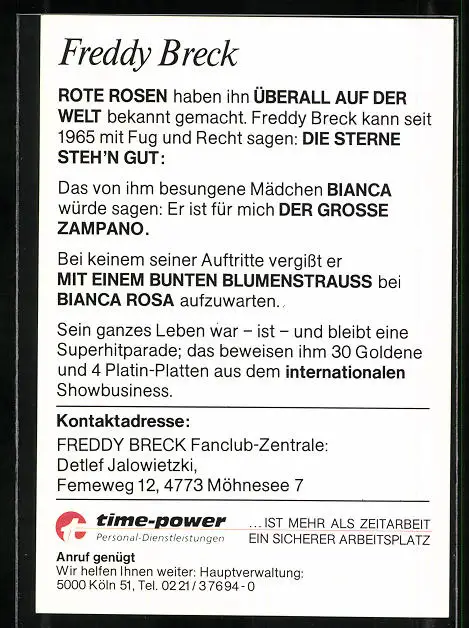 Freddy Breck
ROTE ROSEN haben ihn ÜBERALL AUF DER
WELT bekannt gemacht. Freddy Breck kann seit
1965 mit Fug und Recht sagen: DIE STERNE
STEH'N GUT:
Das von ihm besungene Mädchen BIANCA
würde sagen: Er ist für mich DER GROSSE
ZAMPANO.
Bei keinem seiner Auftritte vergißt er
MIT EINEM BUNTEN BLUMENSTRAUSS bei
BIANCA ROSA aufzuwarten.
Sein ganzes Leben war – ist – und bleibt eine
Superhitparade; das beweisen ihm 30 Goldene
und 4 Platin-Platten aus dem internationalen
Showbusiness.
Kontaktadresse:
FREDDY BRECK Fanclub-Zentrale:
Detlef Jalowietzki,
Femeweg 12, 4773 Möhnesee 7
time-power
Personal-Dienstleistungen
...IST MEHR ALS ZEITARBEIT
EIN SICHERER ARBEITSPLATZ
Anruf genügt
Wir helfen Ihnen weiter: Hauptverwaltung:
5000 Köln 51, Tel. 02 21 / 3 76 94 - 0